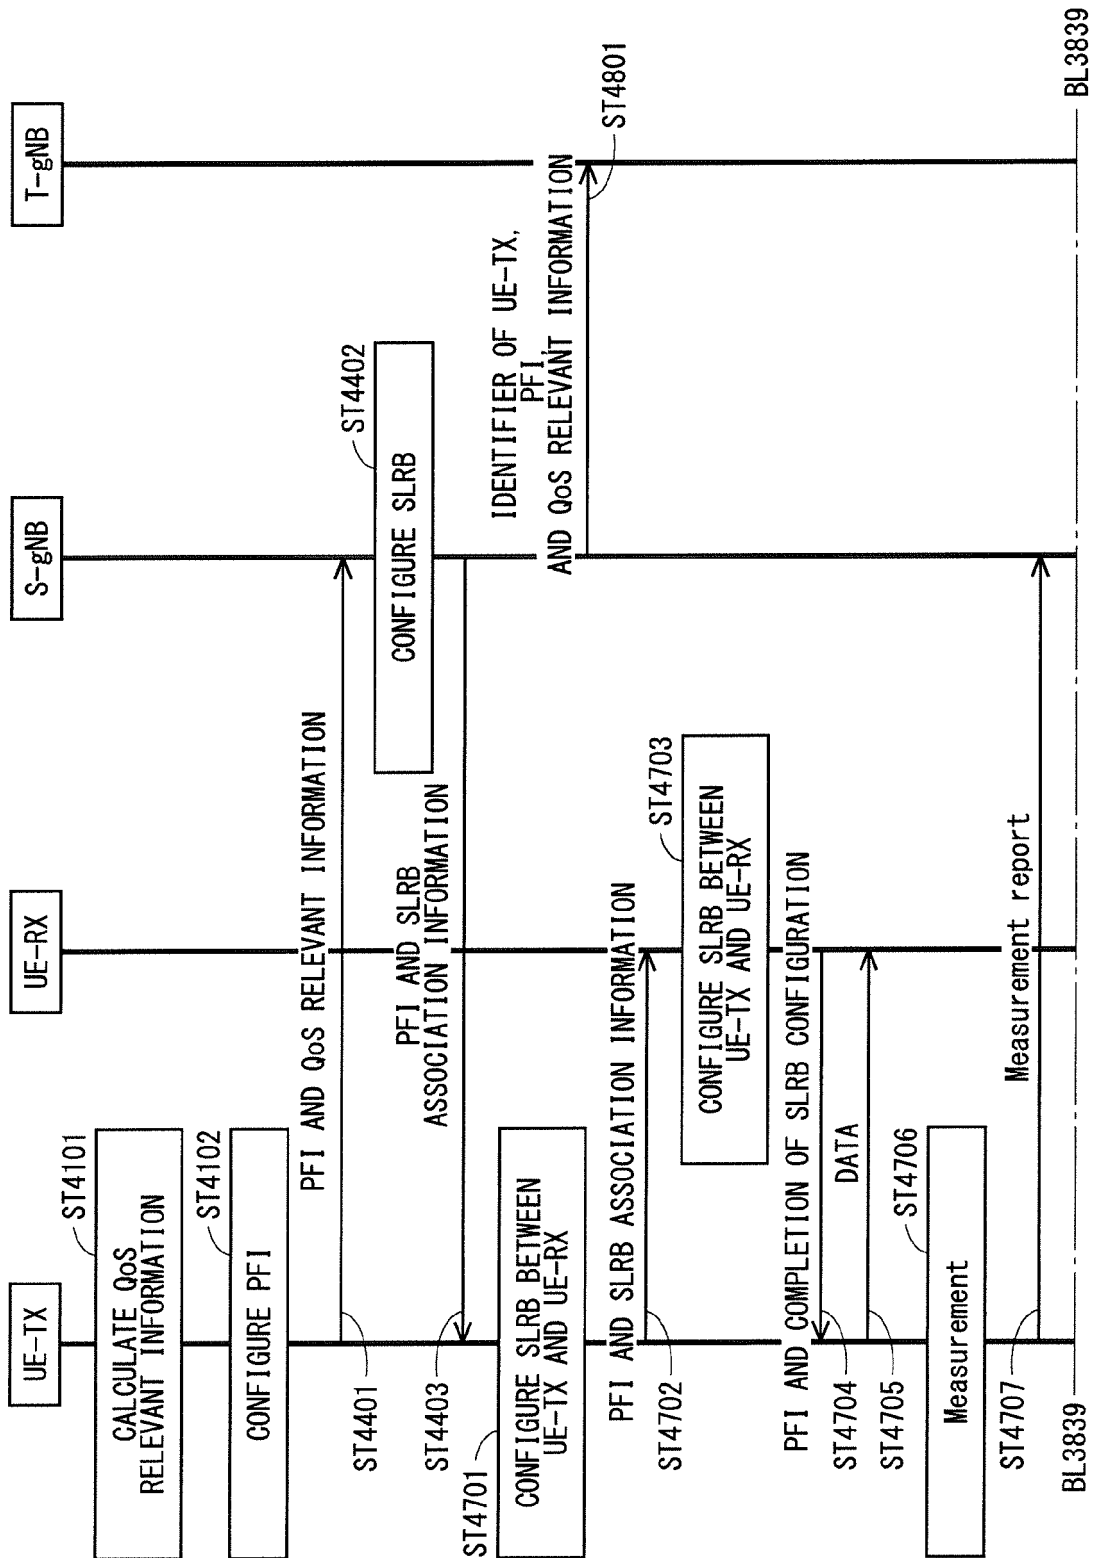 UE-TX
UE-RX
S-gNB
T-gNB
CALCULATE QoS
RELEVANT INFORMATION
ST4101
CONFIGURE PFI
ST4102
PFI AND QoS RELEVANT INFORMATION
ST4401
CONFIGURE SLRB
ST4402
PFI AND SLRB
ASSOCIATION INFORMATION
ST4403
CONFIGURE SLRB BETWEEN
UE-TX AND UE-RX
ST4701
IDENTIFIER OF UE-TX,
PFI,
AND QoS RELEVANT INFORMATION
ST4801
PFI AND SLRB ASSOCIATION INFORMATION
ST4702
CONFIGURE SLRB BETWEEN
UE-TX AND UE-RX
ST4703
PFI AND COMPLETION OF SLRB CONFIGURATION
ST4704
DATA
ST4705
Measurement
ST4706
Measurement report
ST4707
BL3839
BL3839